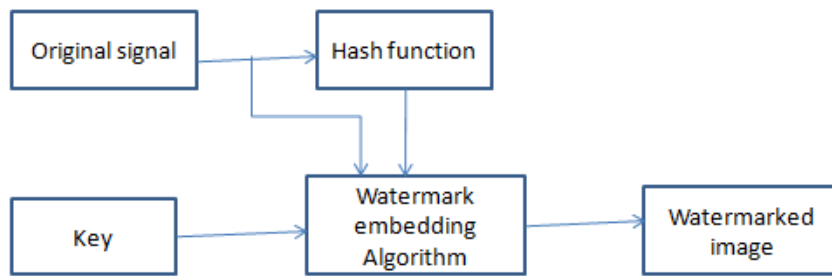 Original signal
Hash function
Key
Watermark
embedding
Algorithm
Watermarked
image